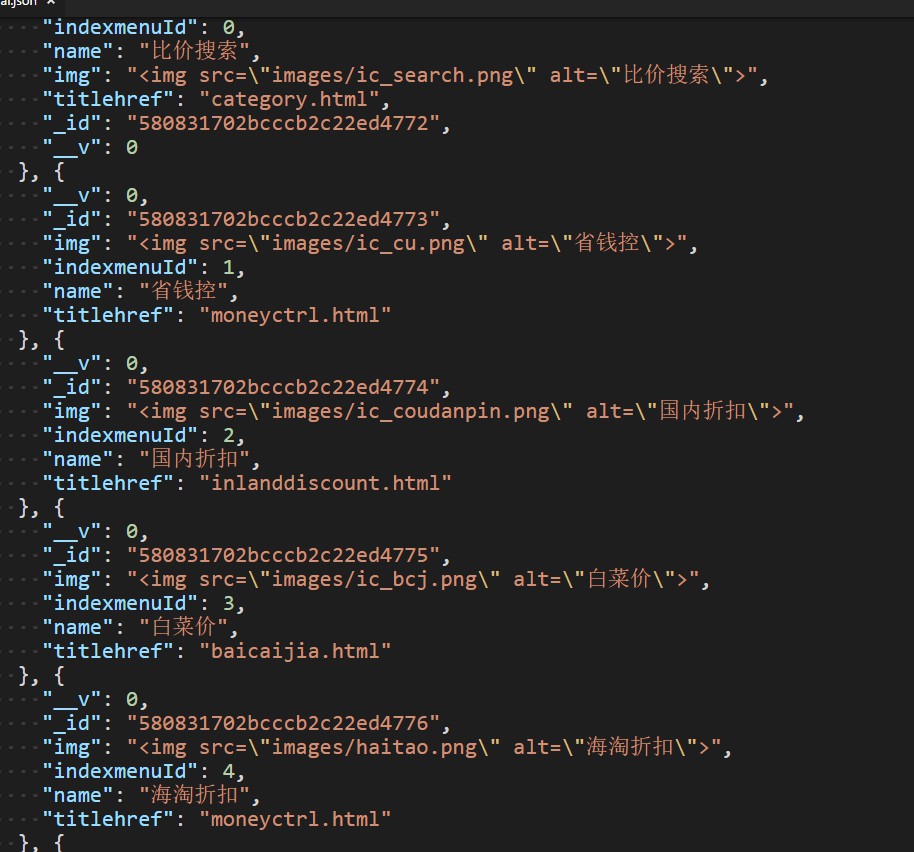 al.json ×
"indexmenuId": 0,
"name": "比价搜索",
"img": "<img src=\"images/ic_search.png\" alt=\"比价搜索\">",
"titlehref": "category.html",
"_id": "580831702bcccb2c22ed4772",
"__v": 0
}, {
"__v": 0,
"_id": "580831702bcccb2c22ed4773",
"img": "<img src=\"images/ic_cu.png\" alt=\"省钱控\">",
"indexmenuId": 1,
"name": "省钱控",
"titlehref": "moneyctrl.html"
}, {
"__v": 0,
"_id": "580831702bcccb2c22ed4774",
"img": "<img src=\"images/ic_coudanpin.png\" alt=\"国内折扣\">",
"indexmenuId": 2,
"name": "国内折扣",
"titlehref": "inlanddiscount.html"
}, {
"__v": 0,
"_id": "580831702bcccb2c22ed4775",
"img": "<img src=\"images/ic_bcj.png\" alt=\"白菜价\">",
"indexmenuId": 3,
"name": "白菜价",
"titlehref": "baicaijia.html"
}, {
"__v": 0,
"_id": "580831702bcccb2c22ed4776",
"img": "<img src=\"images/haitao.png\" alt=\"海淘折扣\">",
"indexmenuId": 4,
"name": "海淘折扣",
"titlehref": "moneyctrl.html"
}, {